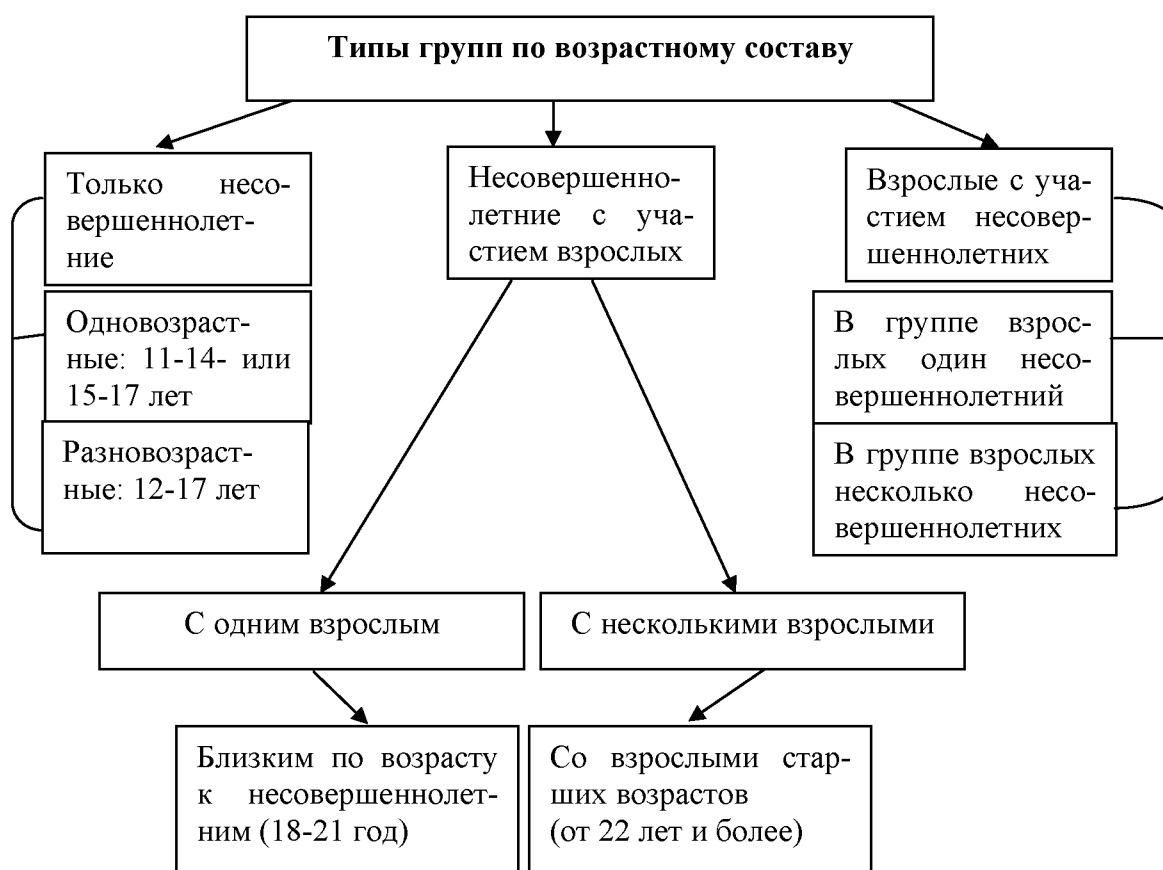 Типы групп по возрастному составу
Только несо-
вершеннолет-
ние
Одновозраст-
ные: 11-14- или
15-17 лет
Разновозраст-
ные: 12-17 лет
Несовершенно-
летние с уча-
стием взрослых
Взрослые с уча-
стием несовер-
шеннолетних
В группе взрос-
лых один несо-
вершеннолетний
В группе взрослых
несколько несо-
вершеннолетних
С одним взрослым
С несколькими взрослыми
Близким по возрасту
к несовершеннолет-
ним (18-21 год)
Со взрослыми стар-
ших возрастов
(от 22 лет и более)